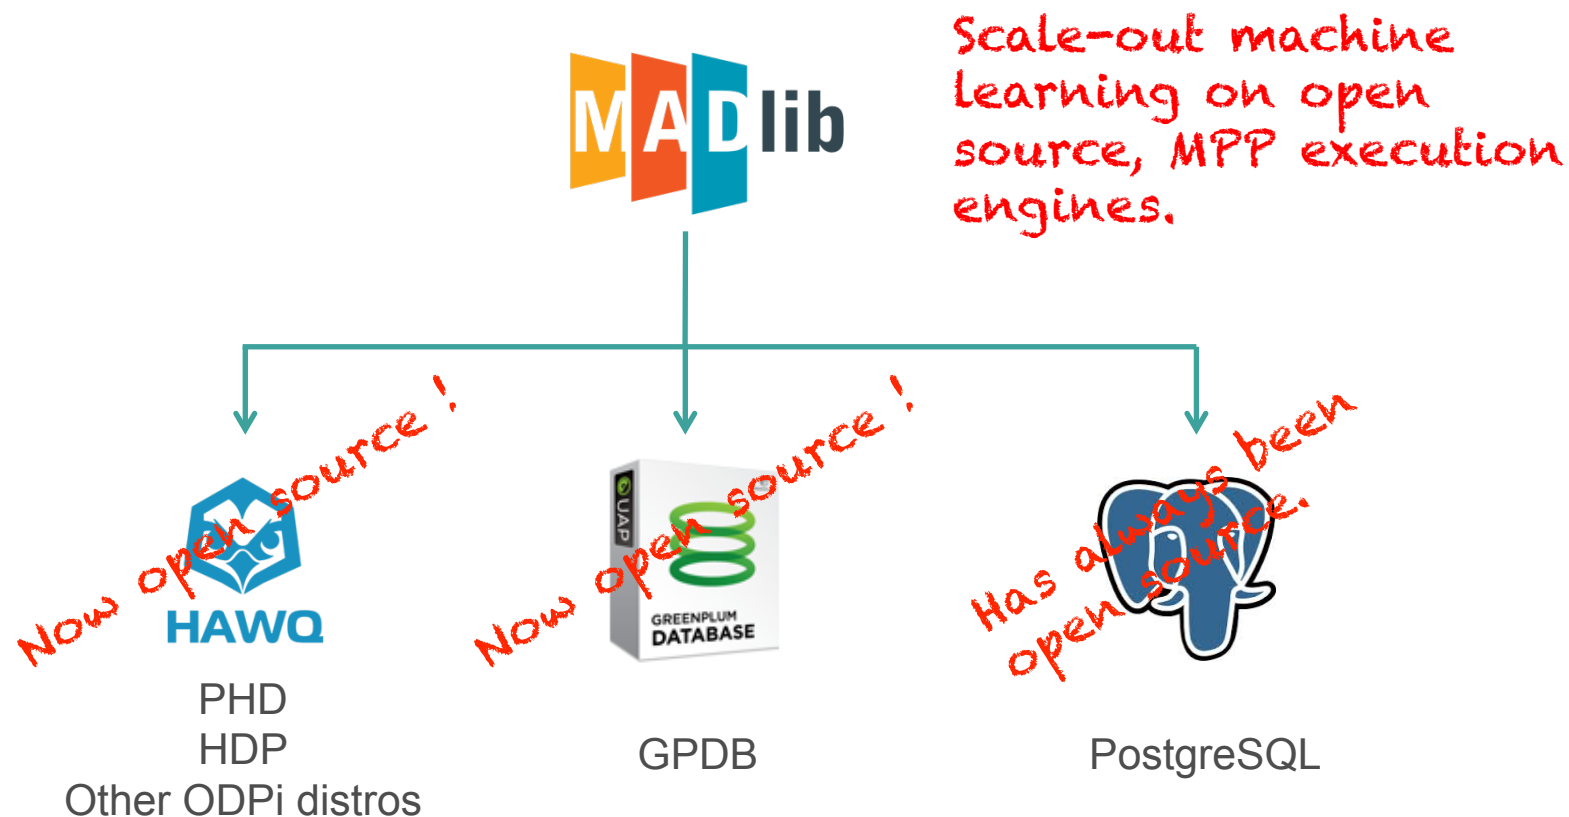 MADlib
Scale-out machine
learning on open
source, MPP execution
engines.
Now open source !
HAWQ
PHD
HDP
Other ODPi distros
Now open source !
UAP
GREENPLUM
DATABASE
GPDB
Has always been
open source.
PostgreSQL